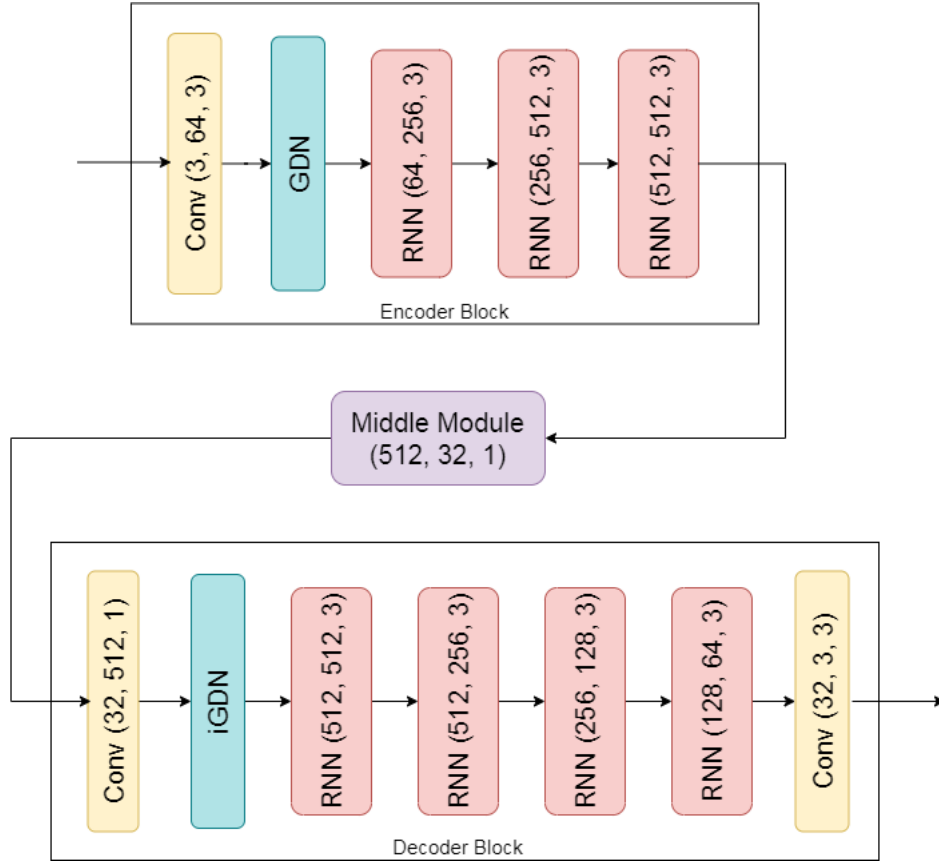 Conv (3, 64, 3)
GDN
RNN (64, 256, 3)
RNN (256, 512, 3)
RNN (512, 512, 3)
Encoder Block
Middle Module
(512, 32, 1)
Conv (32, 512, 1)
iGDN
RNN (512, 512, 3)
RNN (512, 256, 3)
RNN (256, 128, 3)
RNN (128, 64, 3)
Conv (32, 3, 3)
Decoder Block